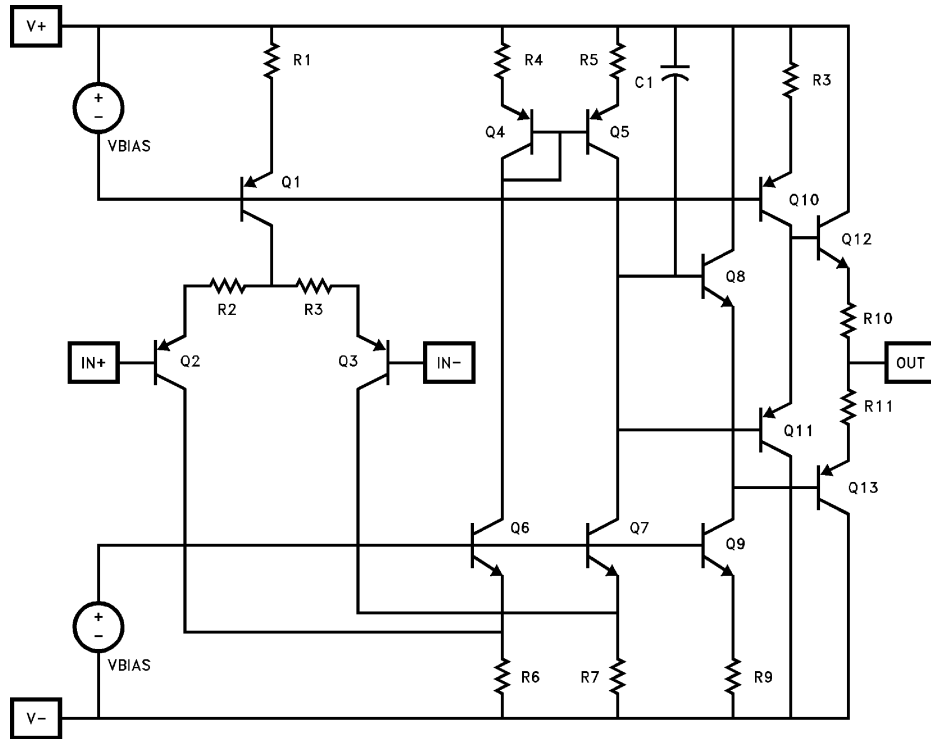 V+
R1
R4
R5
C1
R3
VBIAS
Q4
Q5
Q1
Q10
Q12
Q8
R2
R3
R10
IN+
Q2
Q3
IN-
OUT
R11
Q11
Q13
Q6
Q7
Q9
VBIAS
R6
R7
R9
V-